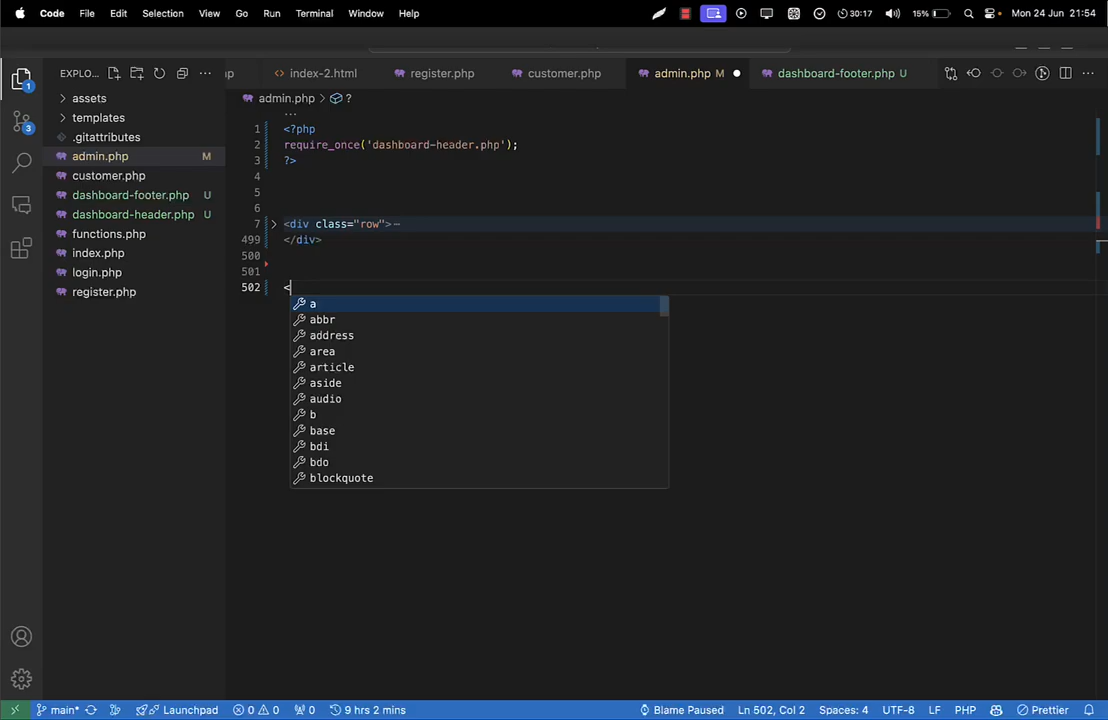 Code File Edit Selection View Go Run Terminal Window Help 30:17 15% Mon 24 Jun 21:54
EXPLO... ··· hp index-2.html register.php customer.php admin.php M dashboard-footer.php U ···
admin.php > ?
assets
templates
.gitattributes
admin.php M
customer.php
dashboard-footer.php U
dashboard-header.php U
functions.php
index.php
login.php
register.php
1 <?php
2 require_once('dashboard-header.php');
3 ?>
4
5
6
7 <div class="row">···
499 </div>
500
501
502 <
a
abbr
address
area
article
aside
audio
b
base
bdi
bdo
blockquote
1
3
main* Launchpad 0 0 0 9 hrs 2 mins Blame Paused Ln 502, Col 2 Spaces: 4 UTF-8 LF PHP Prettier